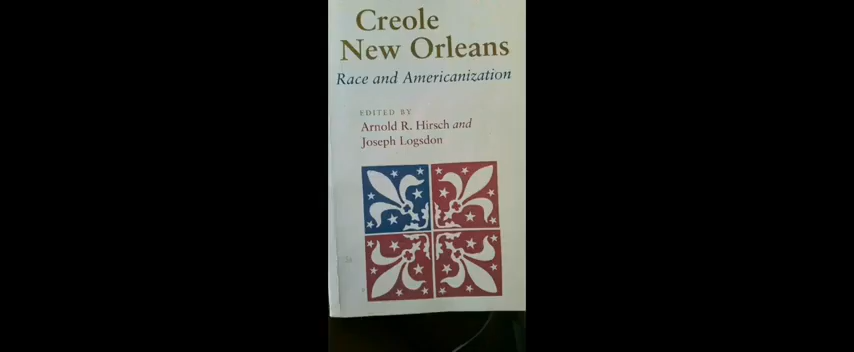 Creole
New Orleans
Race and Americanization
EDITED BY
Arnold R. Hirsch and
Joseph Logsdon